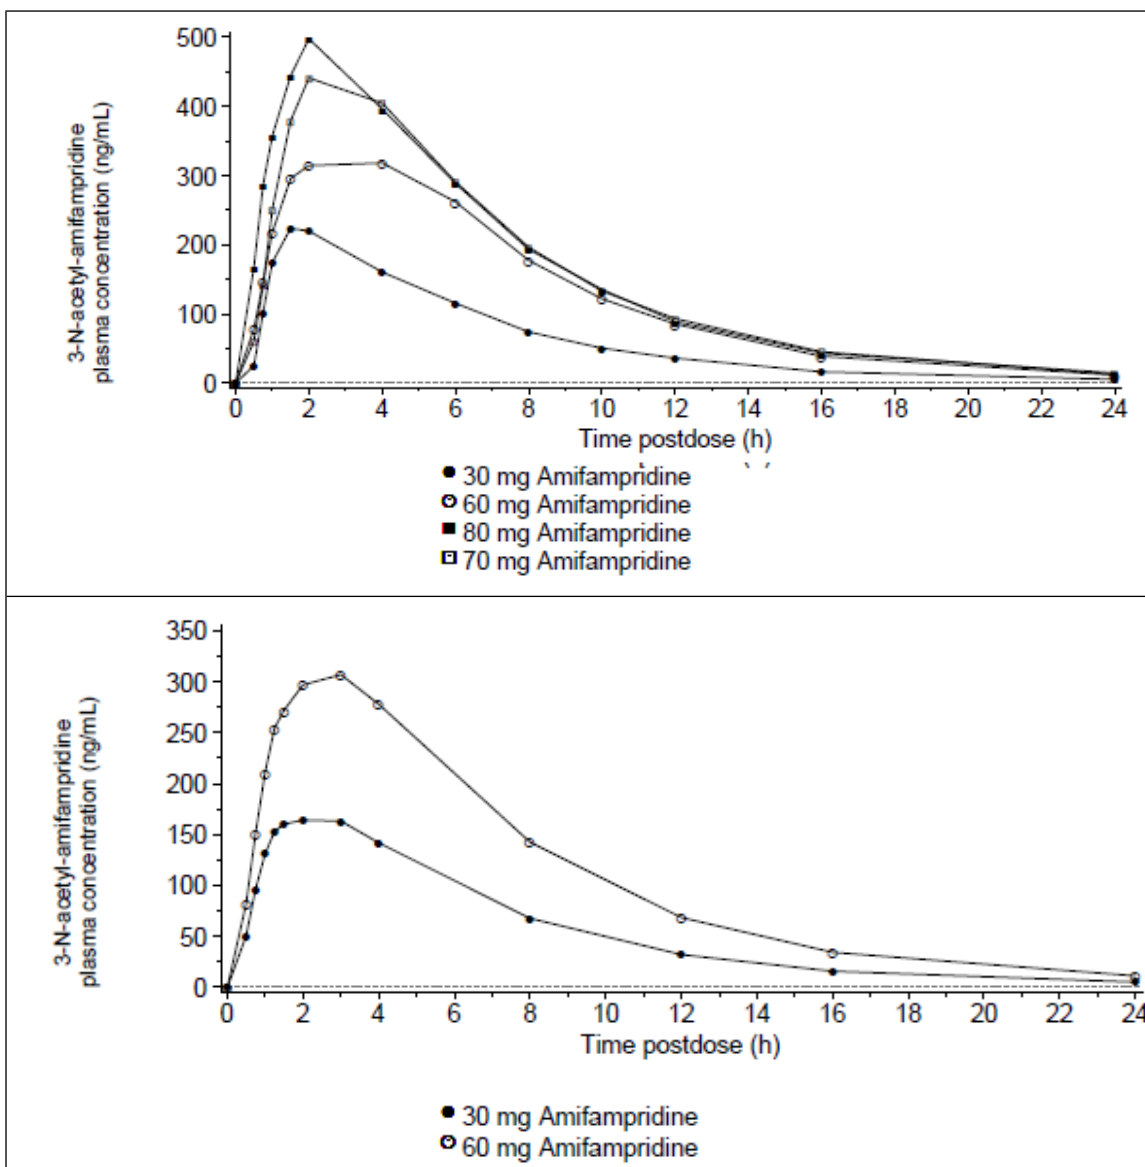 3-N-acetyl-amifampridine
plasma concentration (ng/mL)
500
400
300
200
100
0
0 2 4 6 8 10 12 14 16 18 20 22 24
Time postdose (h)
30 mg Amifampridine
60 mg Amifampridine
80 mg Amifampridine
70 mg Amifampridine
3-N-acetyl-amifampridine
plasma concentration (ng/mL)
350
300
250
200
150
100
50
0
0 2 4 6 8 10 12 14 16 18 20 22 24
Time postdose (h)
30 mg Amifampridine
60 mg Amifampridine